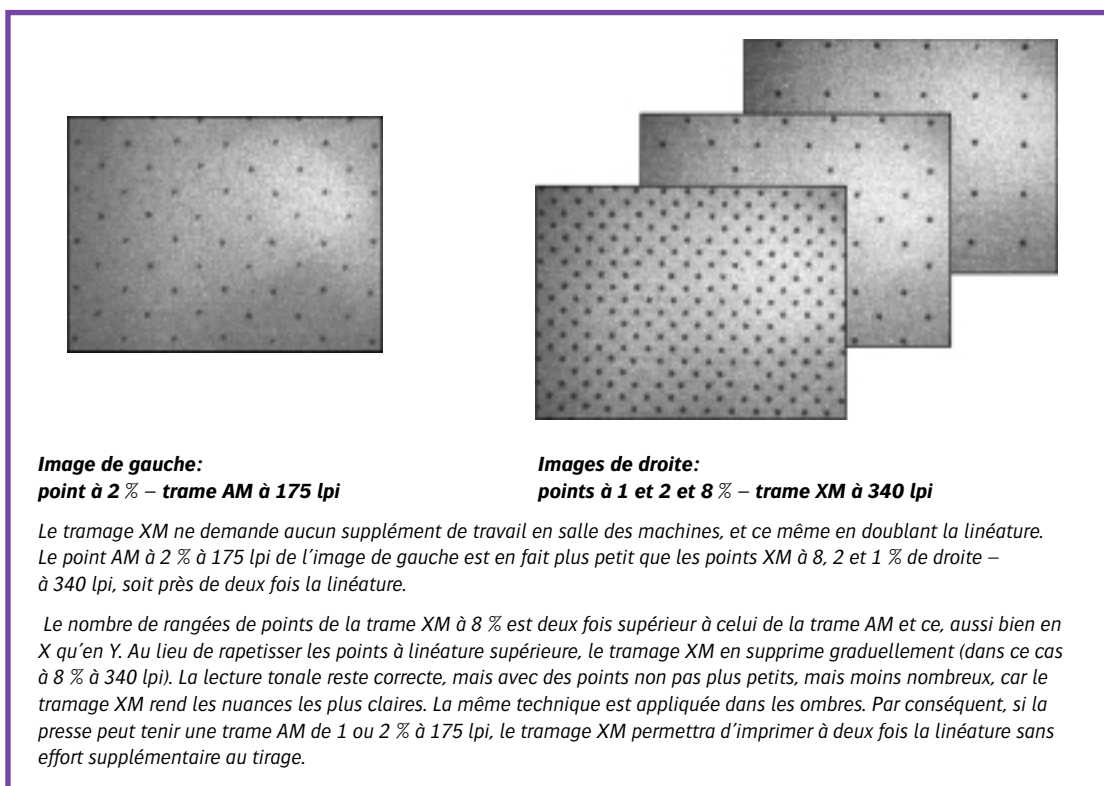 Image de gauche:
point à 2 % – trame AM à 175 lpi
Images de droite:
points à 1 et 2 et 8 % – trame XM à 340 lpi
Le tramage XM ne demande aucun supplément de travail en salle des machines, et ce même en doublant la linéature.
Le point AM à 2 % à 175 lpi de l’image de gauche est en fait plus petit que les points XM à 8, 2 et 1 % de droite –
à 340 lpi, soit près de deux fois la linéature.
Le nombre de rangées de points de la trame XM à 8 % est deux fois supérieur à celui de la trame AM et ce, aussi bien en
X qu’en Y. Au lieu de rapetisser les points à linéature supérieure, le tramage XM en supprime graduellement (dans ce cas
à 8 % à 340 lpi). La lecture tonale reste correcte, mais avec des points non pas plus petits, mais moins nombreux, car le
tramage XM rend les nuances les plus claires. La même technique est appliquée dans les ombres. Par conséquent, si la
presse peut tenir une trame AM de 1 ou 2 % à 175 lpi, le tramage XM permettra d’imprimer à deux fois la linéature sans
effort supplémentaire au tirage.